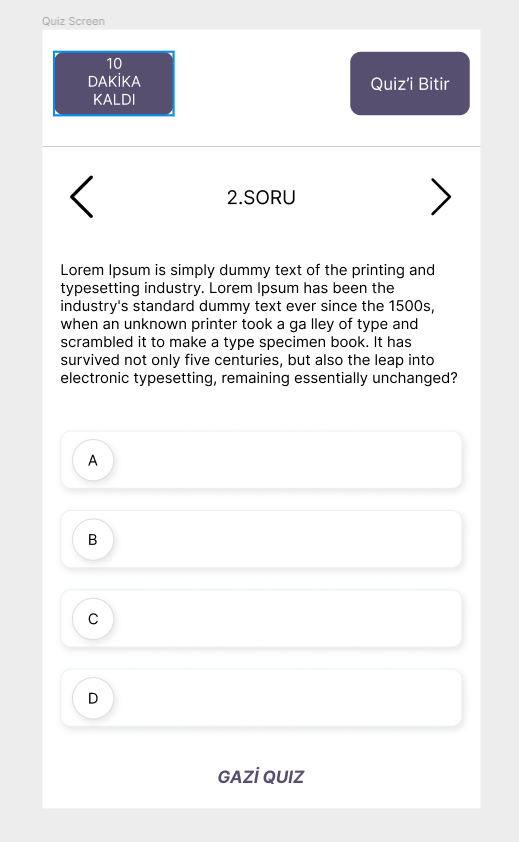 Quiz Screen
10
DAKİKA
KALDI
Quiz'i Bitir
2.SORU
Lorem Ipsum is simply dummy text of the printing and
typesetting industry. Lorem Ipsum has been the
industry's standard dummy text ever since the 1500s,
when an unknown printer took a ga lley of type and
scrambled it to make a type specimen book. It has
survived not only five centuries, but also the leap into
electronic typesetting, remaining essentially unchanged?
A
B
C
D
GAZİ QUIZ